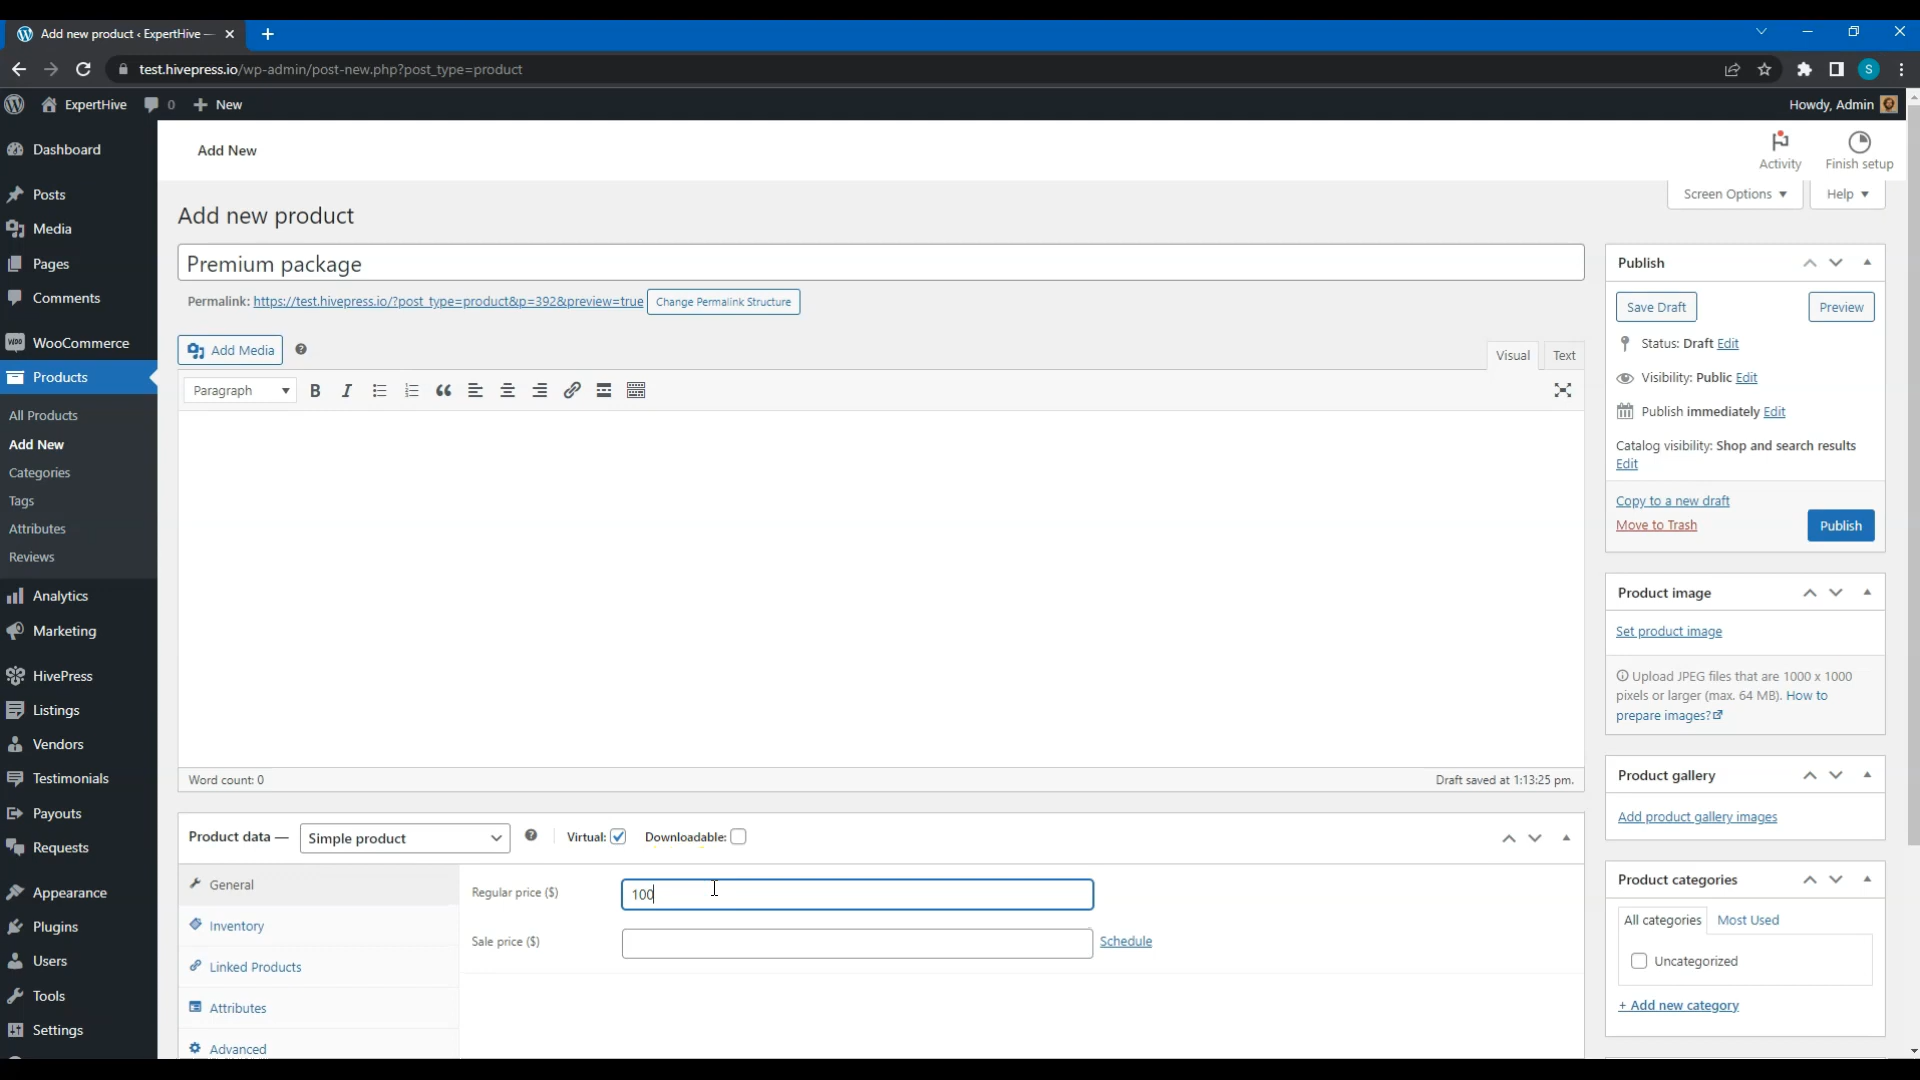 Add new product ‹ ExpertHive —
test.hivepress.io/wp-admin/post-new.php?post_type=product
S
ExpertHive 0 New
Howdy, Admin
Dashboard
Posts
Media
Pages
Comments
WooCommerce
Products
All Products
Add New
Categories
Tags
Attributes
Reviews
Analytics
Marketing
HivePress
Listings
Vendors
Testimonials
Payouts
Requests
Appearance
Plugins
Users
Tools
Settings
Add New
Activity
Finish setup
Screen Options
Help
Add new product
Premium package
Permalink: https://test.hivepress.io/?post_type=product&p=392&preview=true Change Permalink Structure
Add Media
Visual Text
Paragraph
Word count: 0
Draft saved at 1:13:25 pm.
Product data — Simple product Virtual: Downloadable:
General
Inventory
Linked Products
Attributes
Advanced
Regular price ($) 100
Sale price ($) Schedule
Publish
Save Draft Preview
Status: Draft Edit
Visibility: Public Edit
Publish immediately Edit
Catalog visibility: Shop and search results
Edit
Copy to a new draft
Move to Trash
Publish
Product image
Set product image
Upload JPEG files that are 1000 x 1000
pixels or larger (max. 64 MB). How to
prepare images?
Product gallery
Add product gallery images
Product categories
All categories Most Used
Uncategorized
+ Add new category